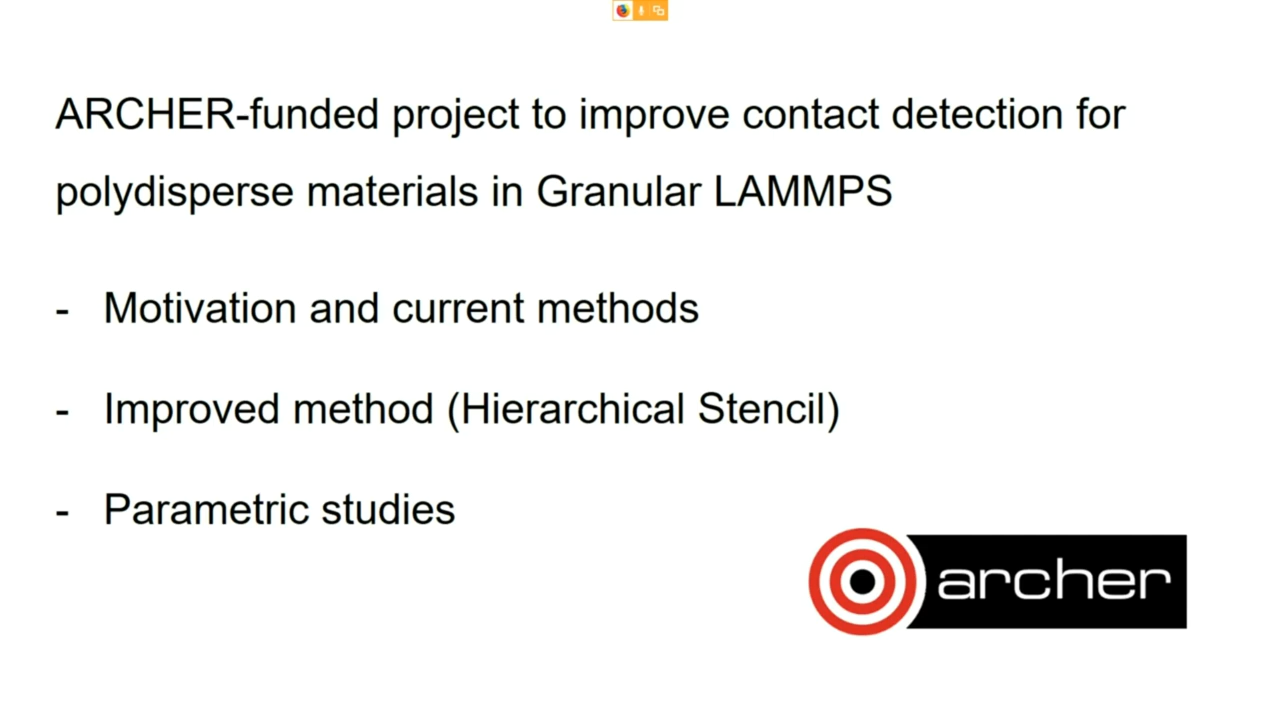 ARCHER-funded project to improve contact detection for
polydisperse materials in Granular LAMMPS
- Motivation and current methods
- Improved method (Hierarchical Stencil)
- Parametric studies
archer